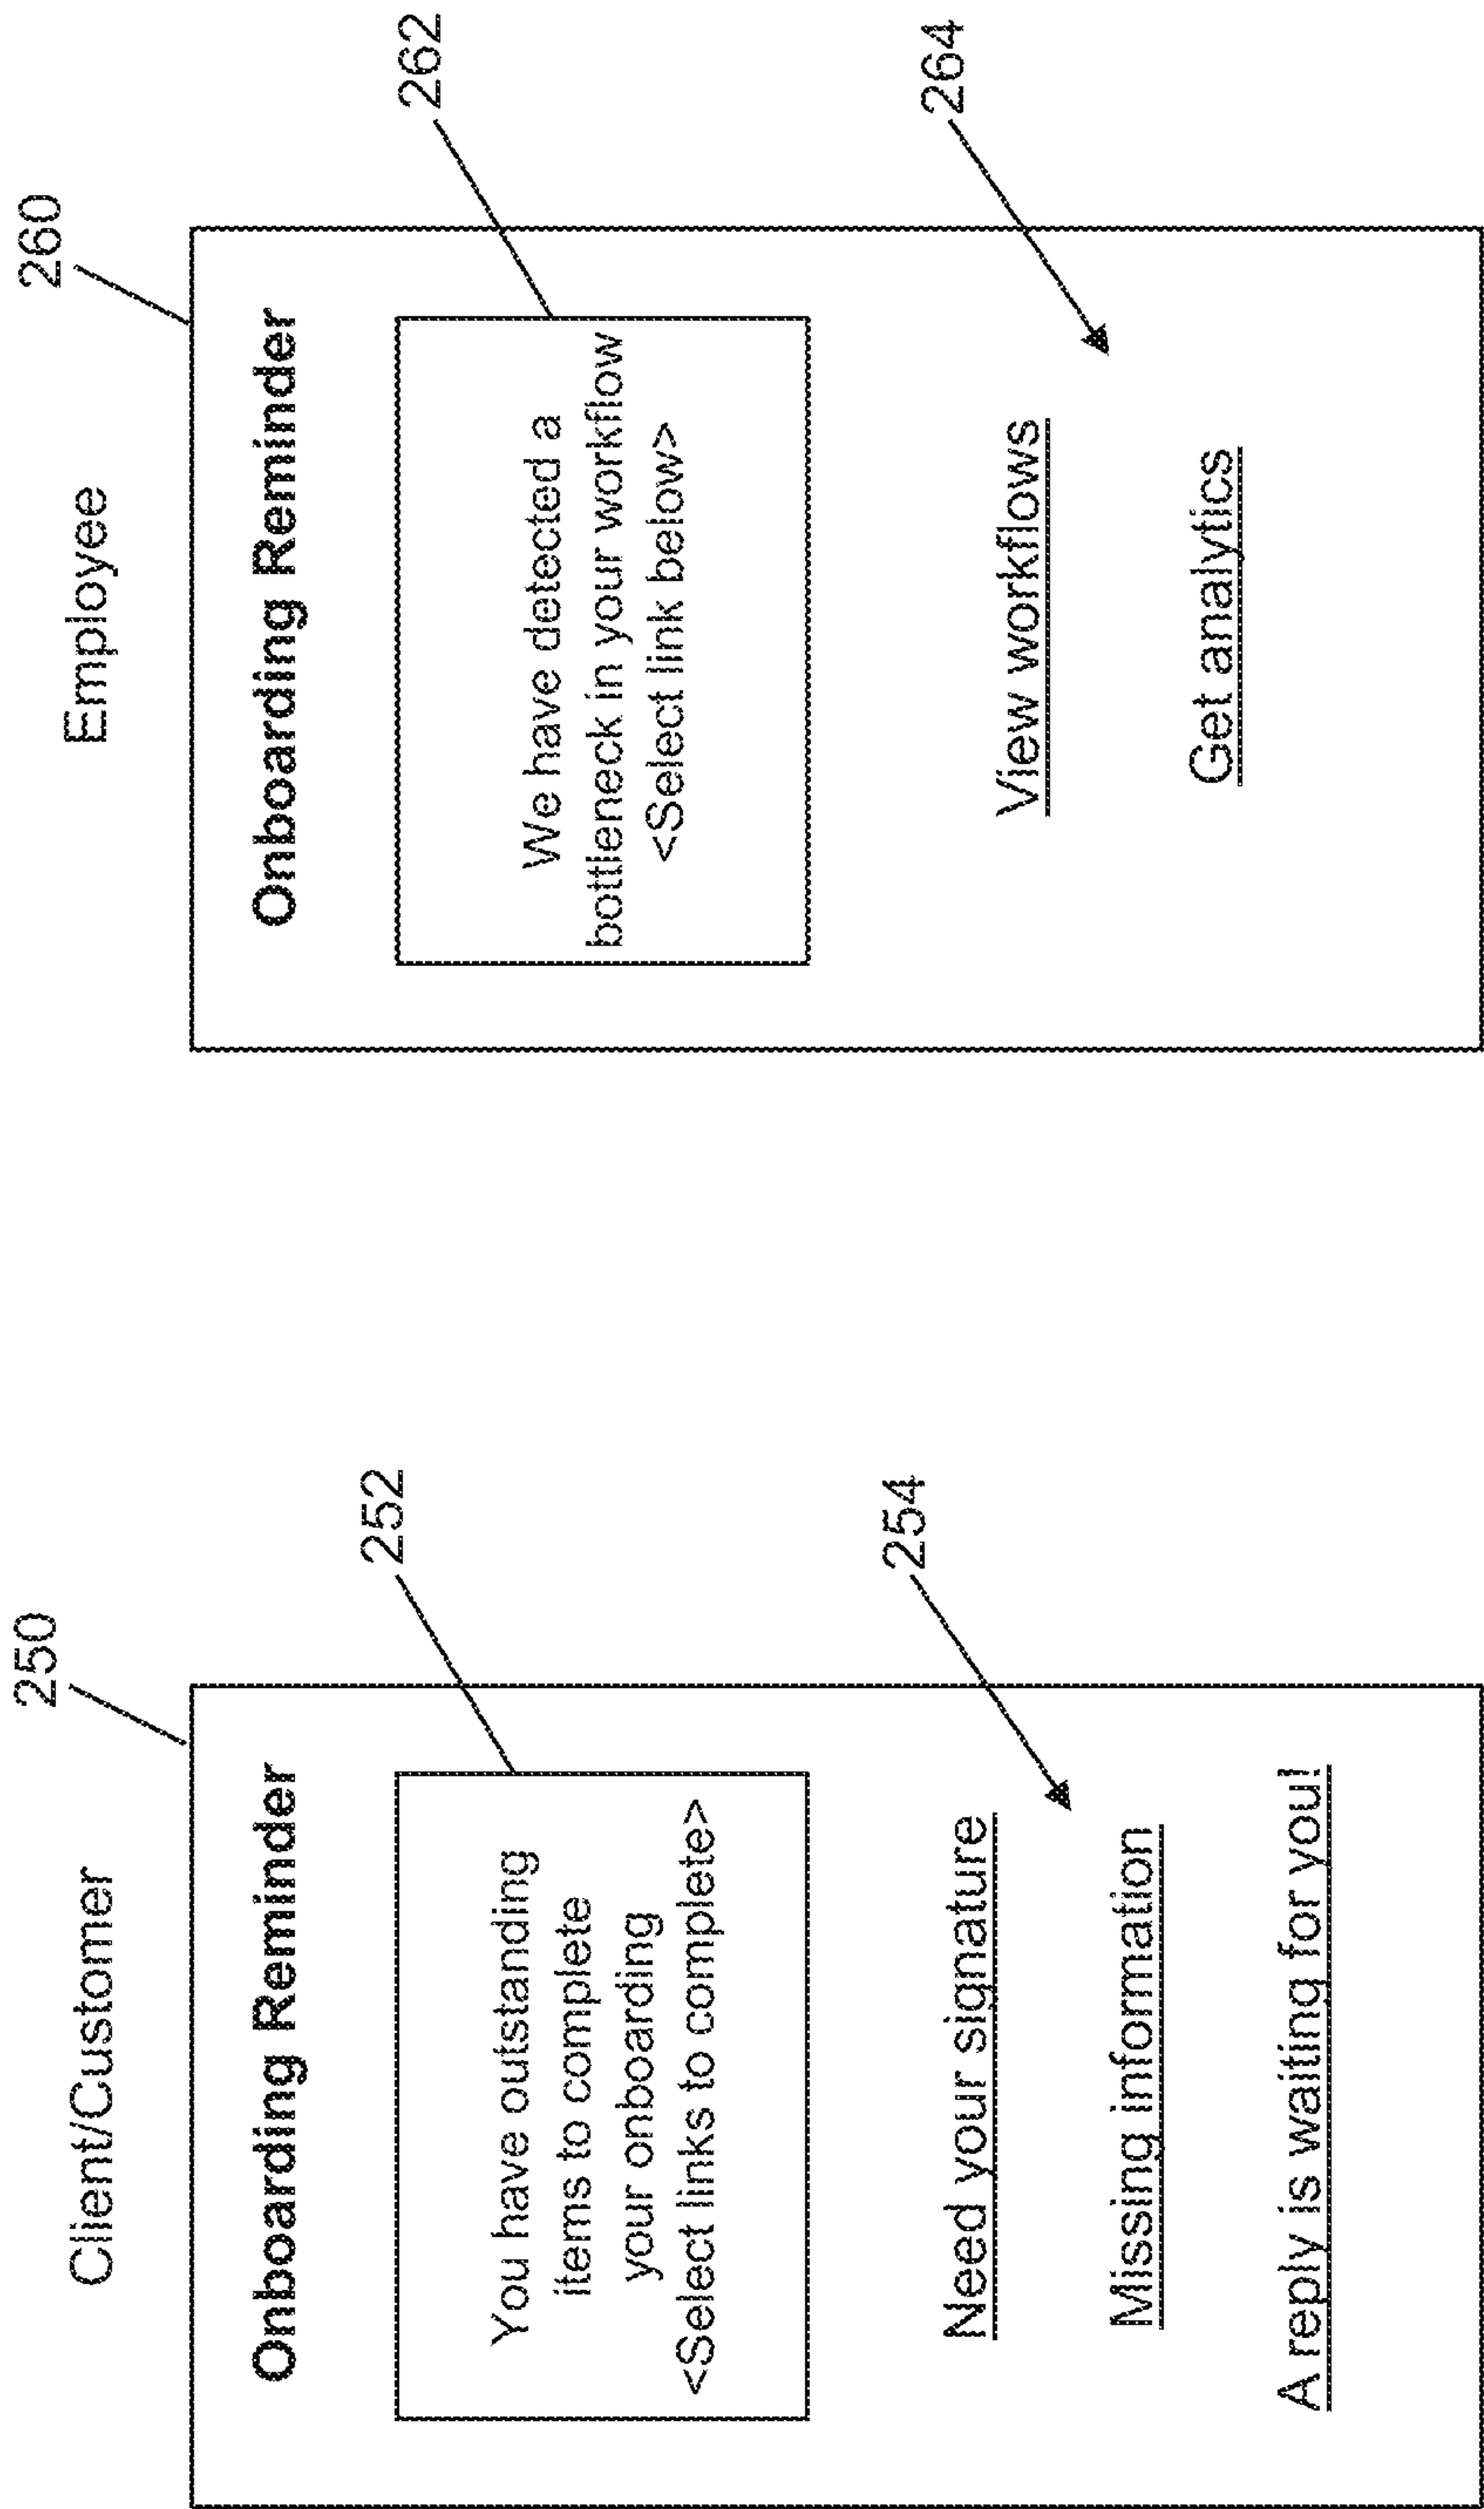 Client/Customer
250
Onboarding Reminder
252
You have outstanding
items to complete
your onboarding
<Select links to complete>
254
Need your signature
Missing information
A reply is waiting for you!
Employee
260
Onboarding Reminder
262
We have detected a
bottleneck in your workflow
<Select link below>
264
View workflows
Get analytics